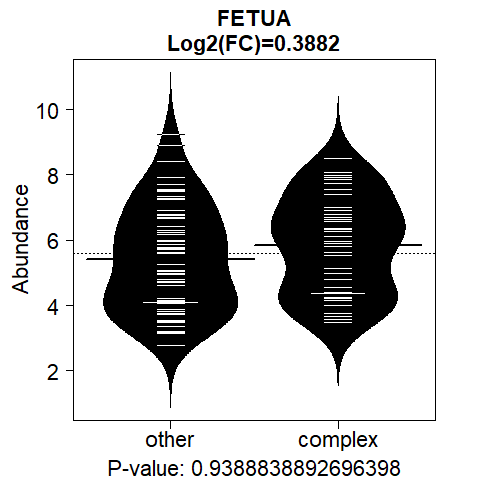 FETUA
Log2(FC)=0.3882
Abundance
10
8
6
4
2
other complex
P-value: 0.9388838892696398